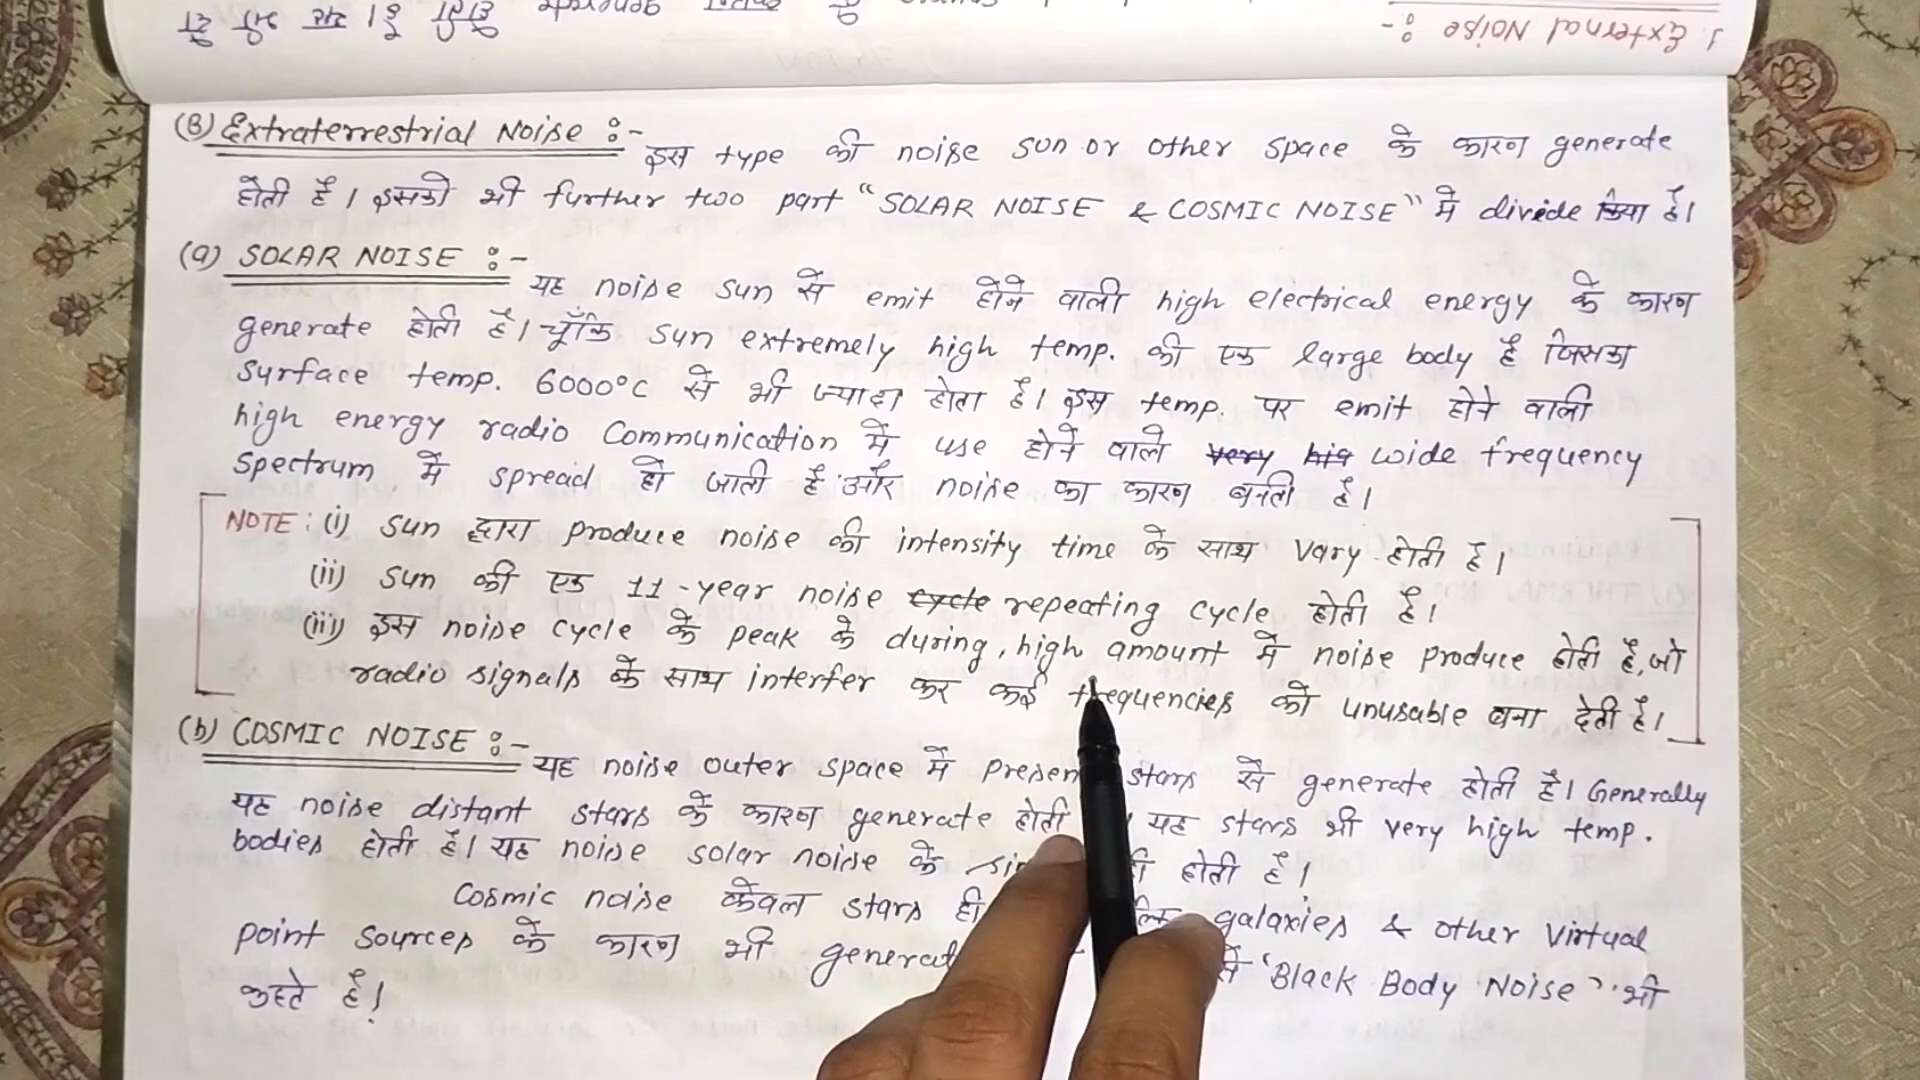 1. External Noise :-
(B) Extraterrestrial Noise :- इस type की noise sun or other space के कारण generate
होती है। इसको भी further two part "SOLAR NOISE & COSMIC NOISE" में divide किया है।
(a) SOLAR NOISE :- यह noise sun से emit होने वाली high electrical energy के कारण
generate होती है। चूँकि sun extremely high temp. की एक large body है जिसका
surface temp. 6000°C से भी ज्यादा होता है। इस temp. पर emit होने वाली
high energy radio communication में use होने वाले very hig wide frequency
spectrum में spread हो जाती है और noise का कारण बनती है।
NOTE: (i) sun द्वारा produce noise की intensity time के साथ vary होती है।
(ii) sun की एक 11-year noise cycle repeating cycle होती है।
(iii) इस noise cycle के peak के during, high amount में noise produce होती है, जो
radio signals के साथ interfer कर कई frequencies को unusable बना देती है।
(b) COSMIC NOISE :- यह noise outer space में presen stars से generate होती है। Generally
यह noise distant stars के कारण generate होती यह stars भी very high temp.
bodies होती है। यह noise solar noise के होती है।
Cosmic noise केवल stars ही galaxies & other virtual
point sources के कारण भी generat से 'Black Body Noise' भी
कहते है।